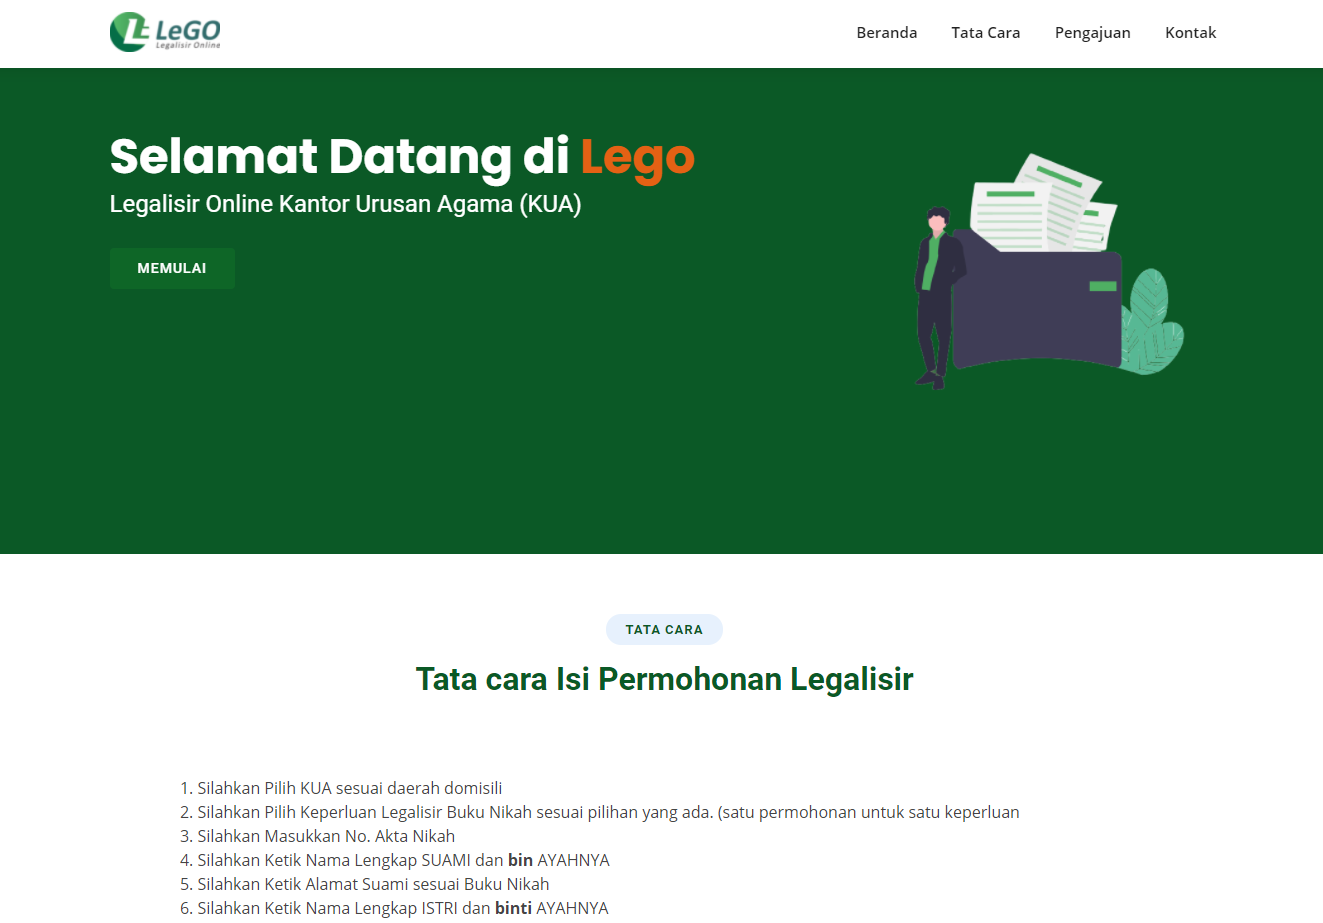 LeGO
Legalisir Online
Beranda Tata Cara Pengajuan Kontak
Selamat Datang di Lego
Legalisir Online Kantor Urusan Agama (KUA)
MEMULAI
TATA CARA
Tata cara Isi Permohonan Legalisir
1. Silahkan Pilih KUA sesuai daerah domisili
2. Silahkan Pilih Keperluan Legalisir Buku Nikah sesuai pilihan yang ada. (satu permohonan untuk satu keperluan
3. Silahkan Masukkan No. Akta Nikah
4. Silahkan Ketik Nama Lengkap SUAMI dan bin AYAHNYA
5. Silahkan Ketik Alamat Suami sesuai Buku Nikah
6. Silahkan Ketik Nama Lengkap ISTRI dan binti AYAHNYA